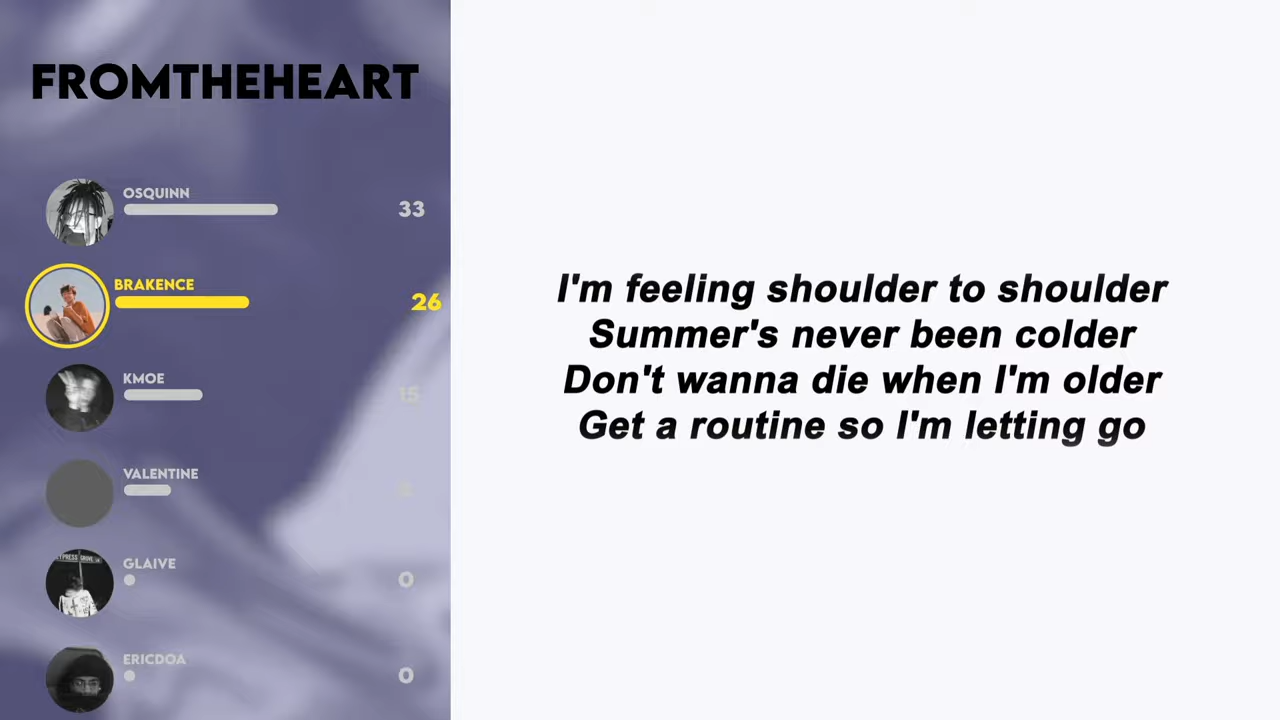 FROMTHEHEART
OSQUINN
33
BRAKENCE
26
KMOE
15
VALENTINE
GLAIVE
0
ERICDOA
0
I'm feeling shoulder to shoulder
Summer's never been colder
Don't wanna die when I'm older
Get a routine so I'm letting go